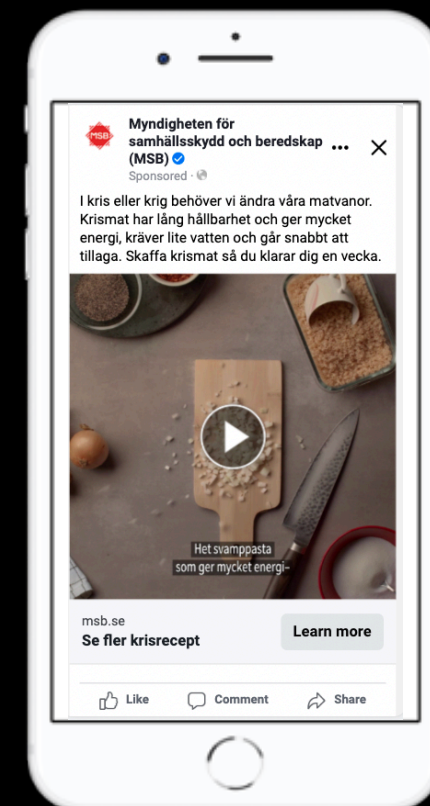 MSB
Myndigheten för
samhällsskydd och beredskap
(MSB)
Sponsored ·
I kris eller krig behöver vi ändra våra matvanor.
Krismat har lång hållbarhet och ger mycket
energi, kräver lite vatten och går snabbt att
tillaga. Skaffa krismat så du klarar dig en vecka.
Het svamppasta
som ger mycket energi–
msb.se
Se fler krisrecept
Learn more
Like
Comment
Share